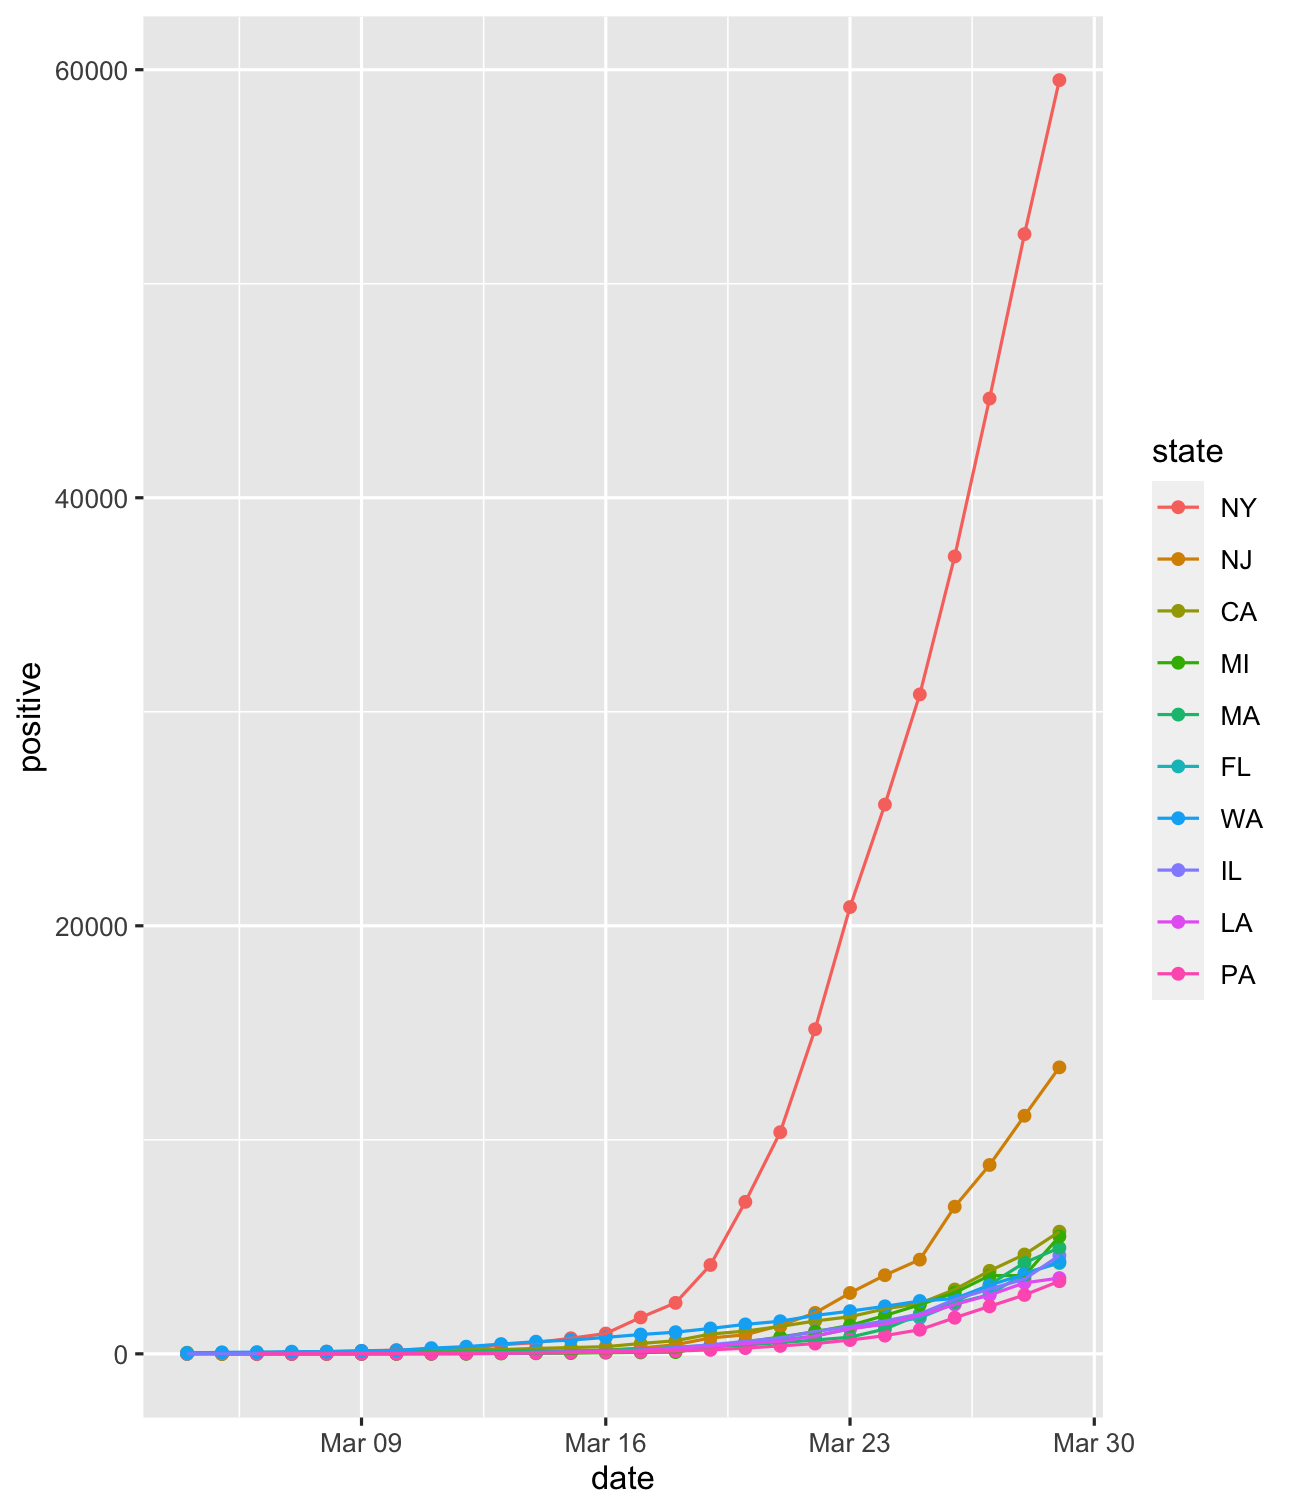 60000
40000
20000
0
positive
Mar 09
Mar 16
Mar 23
Mar 30
date
state
NY
NJ
CA
MI
MA
FL
WA
IL
LA
PA